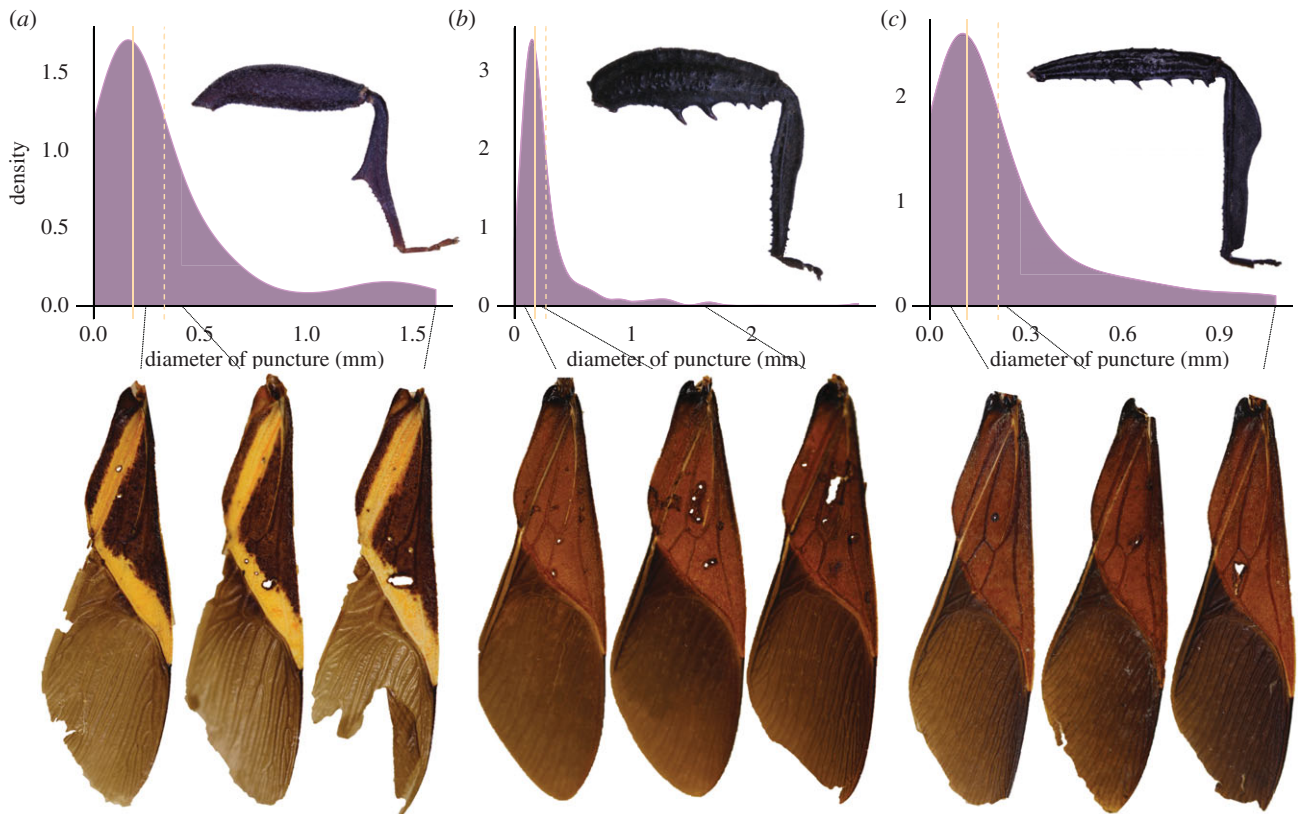 (a)
(b)
(c)
density
1.5
1.0
0.5
0.0
3
2
1
0
2
1
0
0.0 0.5 1.0 1.5
0 1 2
0.0 0.3 0.6 0.9
diameter of puncture (mm)
diameter of puncture (mm)
diameter of puncture (mm)